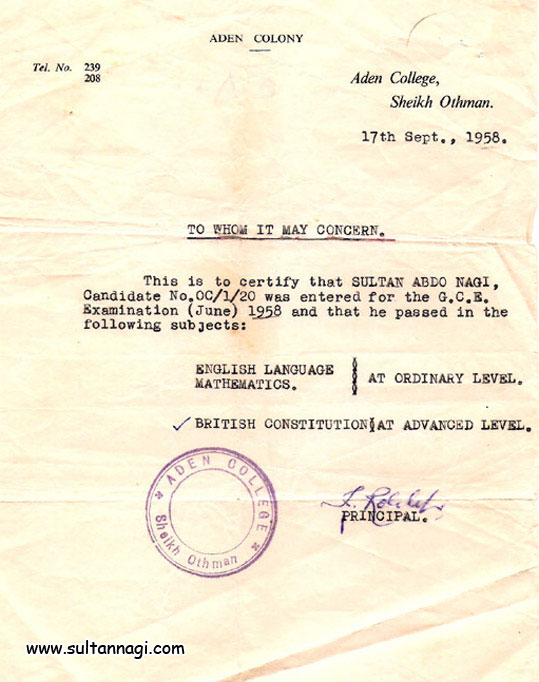 ADEN COLONY
Tel. No. 239
208
Aden College,
Sheikh Othman.
17th Sept., 1958.
TO WHOM IT MAY CONCERN.
This is to certify that SULTAN ABDO NAGI,
Candidate No.OC/1/20 was entered for the G.C.E.
Examination (June) 1958 and that he passed in the
following subjects:
ENGLISH LANGUAGE
MATHEMATICS.
AT ORDINARY LEVEL.
BRITISH CONSTITUTION AT ADVANCED LEVEL.
PRINCIPAL.
ADEN COLLEGE
Sheikh Othman
www.sultannagi.com